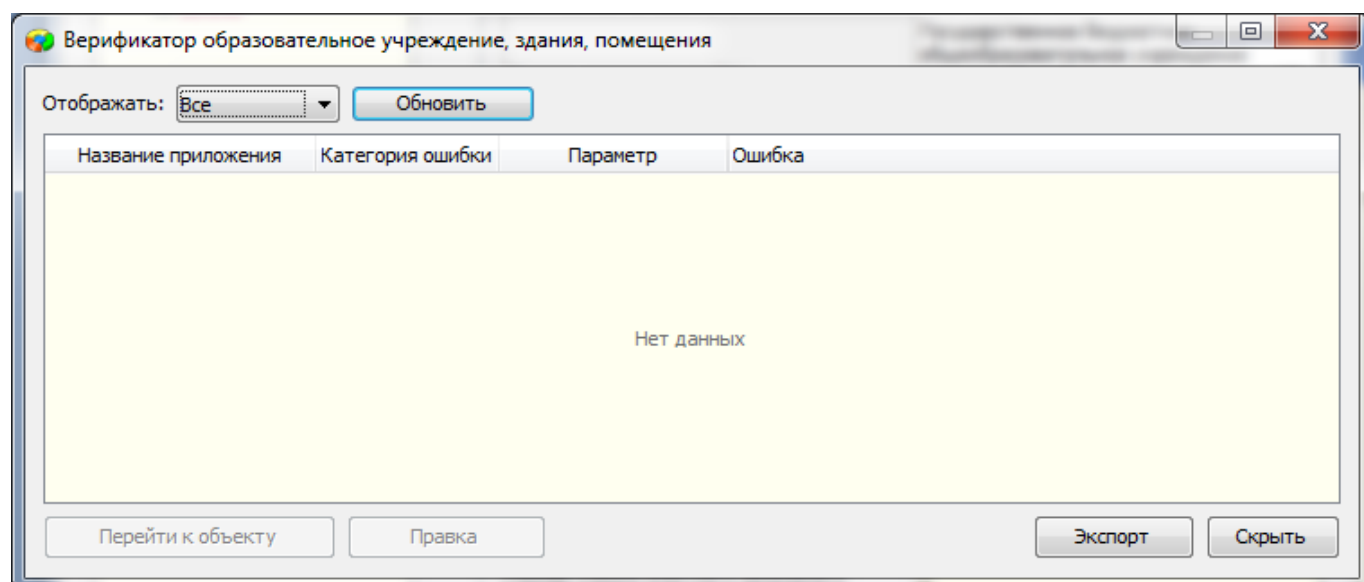 Верификатор образовательное учреждение, здания, помещения
Отображать: Все Обновить
Название приложения Категория ошибки Параметр Ошибка
Нет данных
Перейти к объекту Правка Экспорт Скрыть